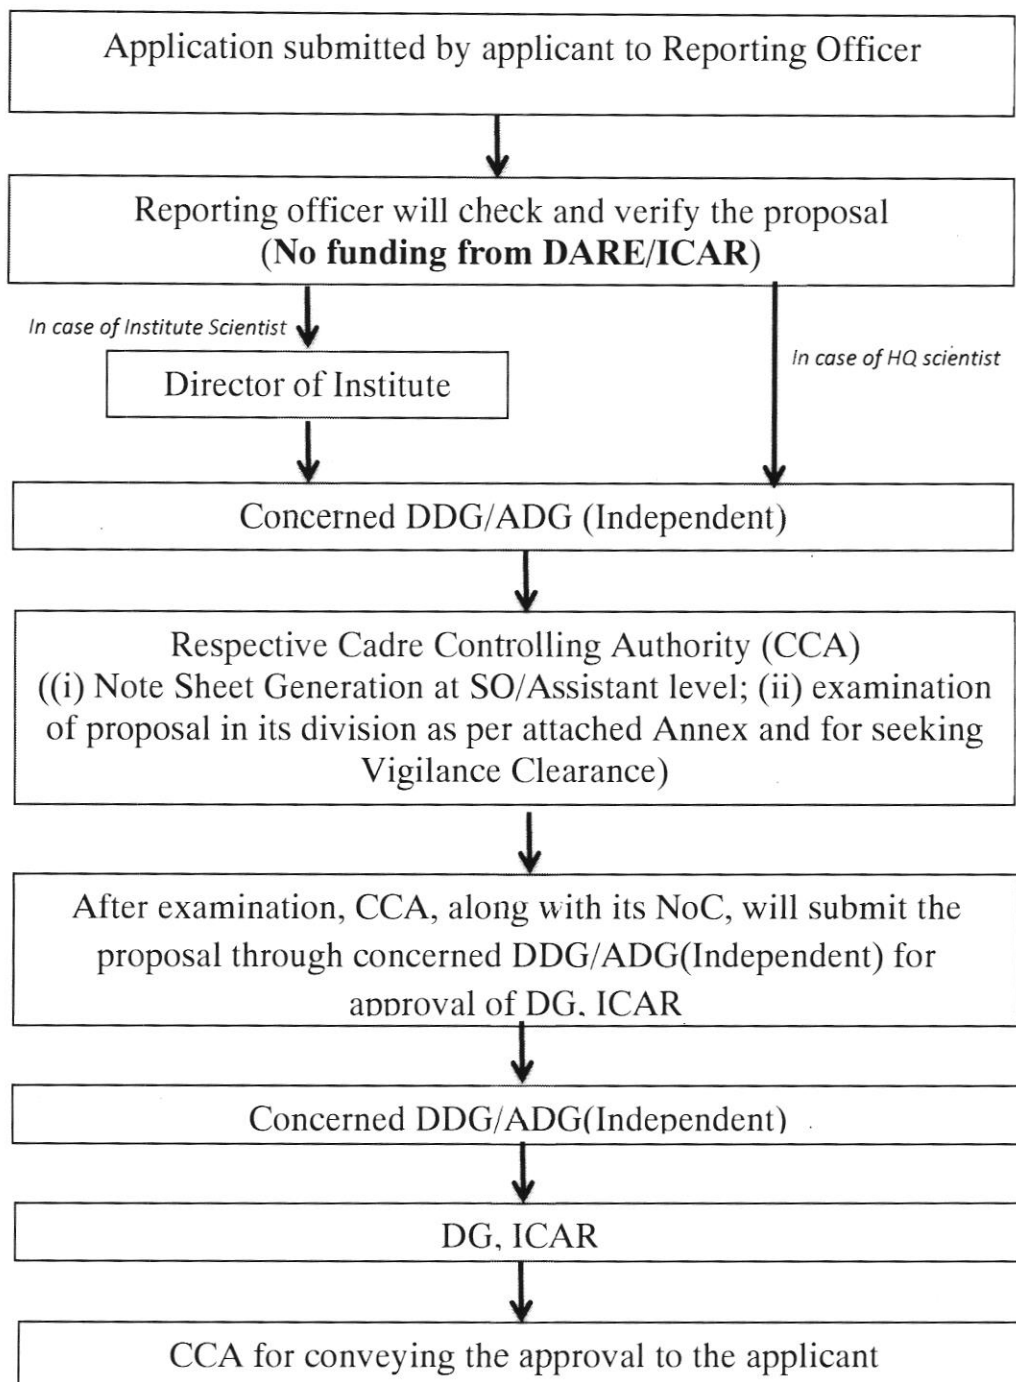 Application submitted by applicant to Reporting Officer
Reporting officer will check and verify the proposal
(No funding from DARE/ICAR)
In case of Institute Scientist
In case of HQ scientist
Director of Institute
Concerned DDG/ADG (Independent)
Respective Cadre Controlling Authority (CCA)
((i) Note Sheet Generation at SO/Assistant level; (ii) examination
of proposal in its division as per attached Annex and for seeking
Vigilance Clearance)
After examination, CCA, along with its NoC, will submit the
proposal through concerned DDG/ADG(Independent) for
approval of DG, ICAR
Concerned DDG/ADG(Independent)
DG, ICAR
CCA for conveying the approval to the applicant